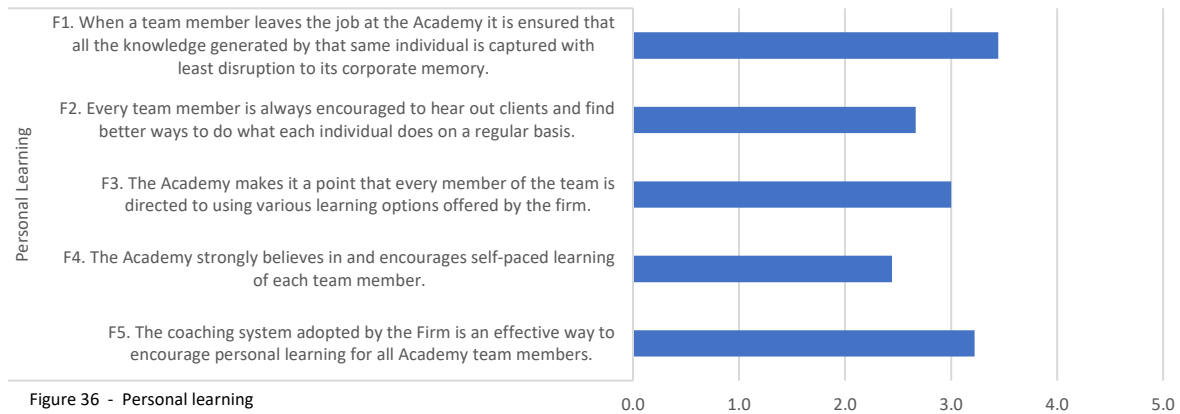 F1. When a team member leaves the job at the Academy it is ensured that
all the knowledge generated by that same individual is captured with
least disruption to its corporate memory.
F2. Every team member is always encouraged to hear out clients and find
better ways to do what each individual does on a regular basis.
Personal Learning
F3. The Academy makes it a point that every member of the team is
directed to using various learning options offered by the firm.
F4. The Academy strongly believes in and encourages self-paced learning
of each team member.
F5. The coaching system adopted by the Firm is an effective way to
encourage personal learning for all Academy team members.
0.0 1.0 2.0 3.0 4.0 5.0
Figure 36 - Personal learning